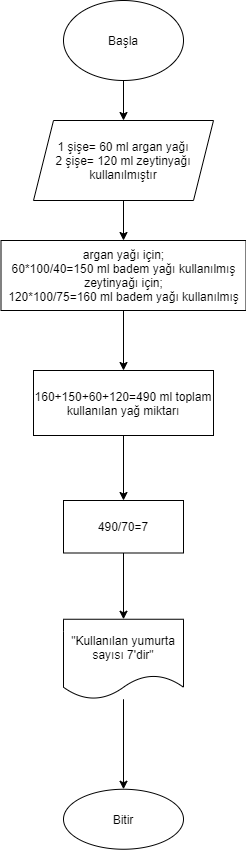 Başla
1 şişe= 60 ml argan yağı
2 şişe= 120 ml zeytinyağı
kullanılmıştır
argan yağı için;
60*100/40=150 ml badem yağı kullanılmış
zeytinyağı için;
120*100/75=160 ml badem yağı kullanılmış
160+150+60+120=490 ml toplam
kullanılan yağ miktarı
490/70=7
"Kullanılan yumurta
sayısı 7'dir"
Bitir